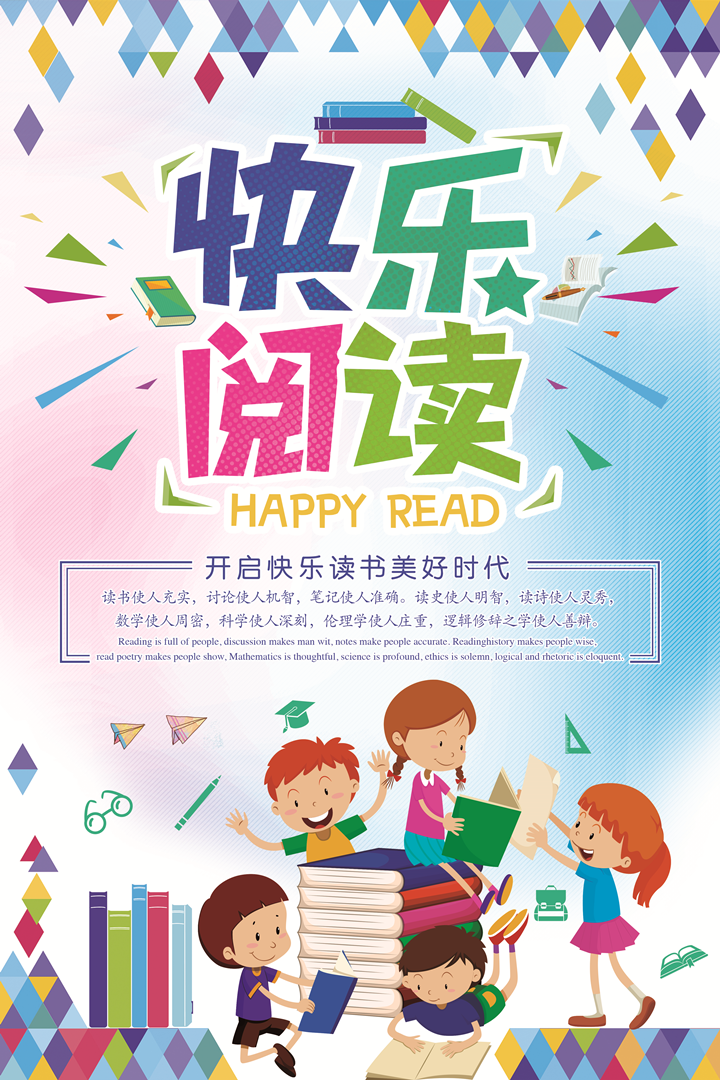 快乐
阅读
HAPPY READ
开启快乐读书美好时代
读书使人充实，讨论使人机智，笔记使人准确。读史使人明智，读诗使人灵秀，
数学使人周密，科学使人深刻，伦理学使人庄重，逻辑修辞之学使人善辩。
Reading is full of people, discussion makes man wit, notes make people accurate. Readinghistory makes people wise,
read poetry makes people show, Mathematics is thoughtful, science is profound, ethics is solemn, logical and rhetoric is eloquent.